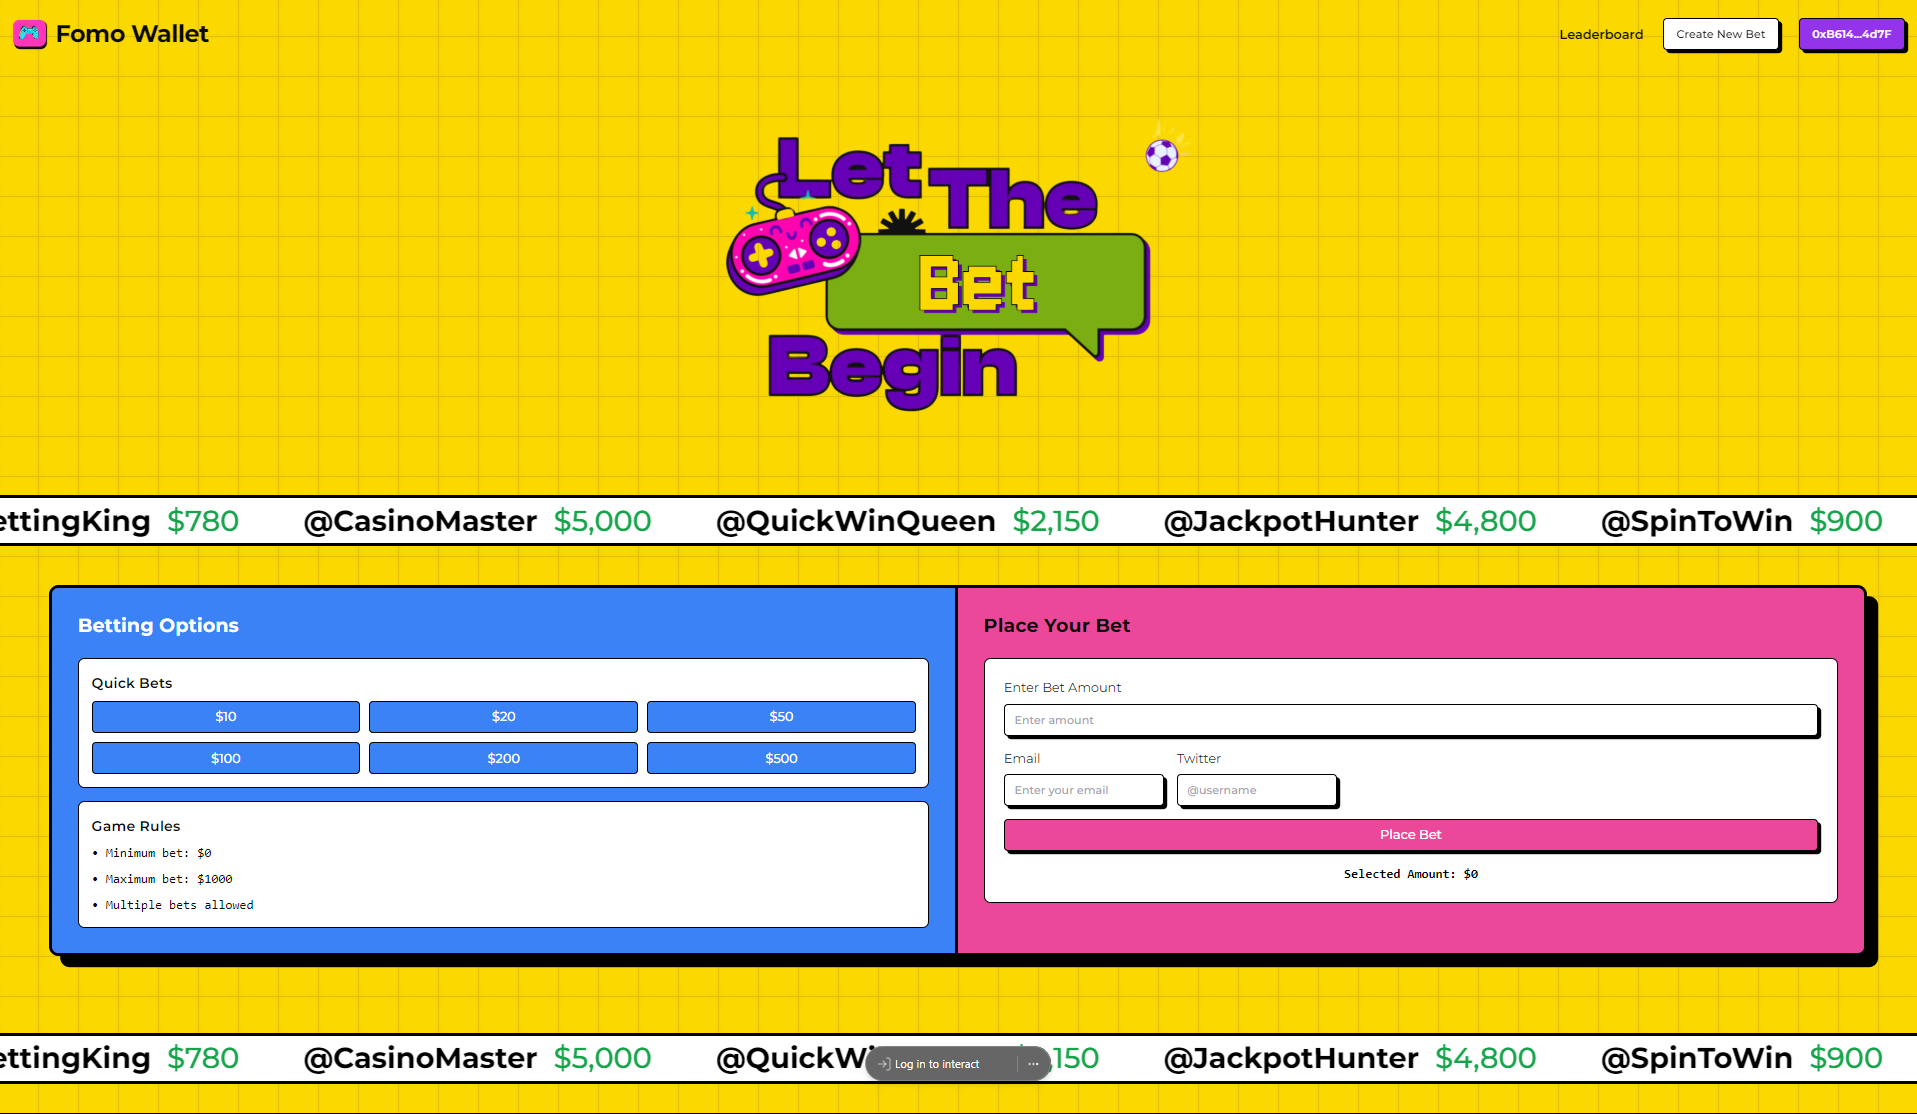 Fomo Wallet
Leaderboard
Create New Bet
0xB614...4d7F
Let The
Bet
Begin
ettingKing $780 @CasinoMaster $5,000 @QuickWinQueen $2,150 @JackpotHunter $4,800 @SpinToWin $900
Betting Options
Quick Bets
$10 $20 $50
$100 $200 $500
Game Rules
• Minimum bet: $0
• Maximum bet: $1000
• Multiple bets allowed
Place Your Bet
Enter Bet Amount
Enter amount
Email Twitter
Enter your email @username
Place Bet
Selected Amount: $0
ettingKing $780 @CasinoMaster $5,000 @QuickW ,150 @JackpotHunter $4,800 @SpinToWin $900
Log in to interact